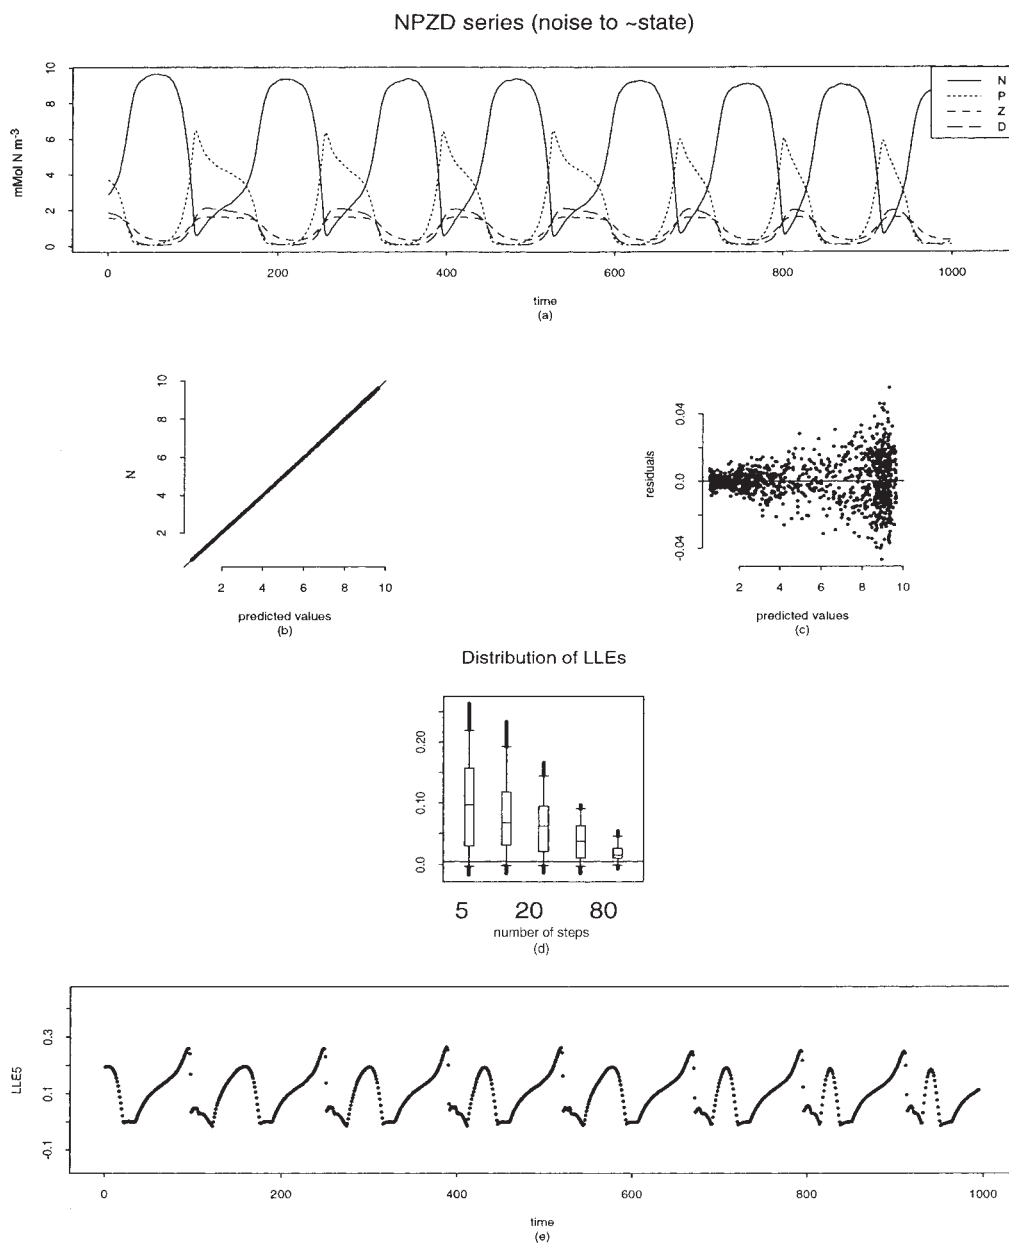 NPZD series (noise to ~state)
10
8
6
4
2
0
mMol N m-3
N
P
Z
D
0 200 400 600 800 1000
time
(a)
10
8
6
4
2
N
2 4 6 8 10
predicted values
(b)
0.04
0.0
-0.04
residuals
2 4 6 8 10
predicted values
(c)
Distribution of LLEs
0.20
0.10
0.0
5 20 80
number of steps
(d)
0.3
0.1
-0.1
LLE5
0 200 400 600 800 1000
time
(e)